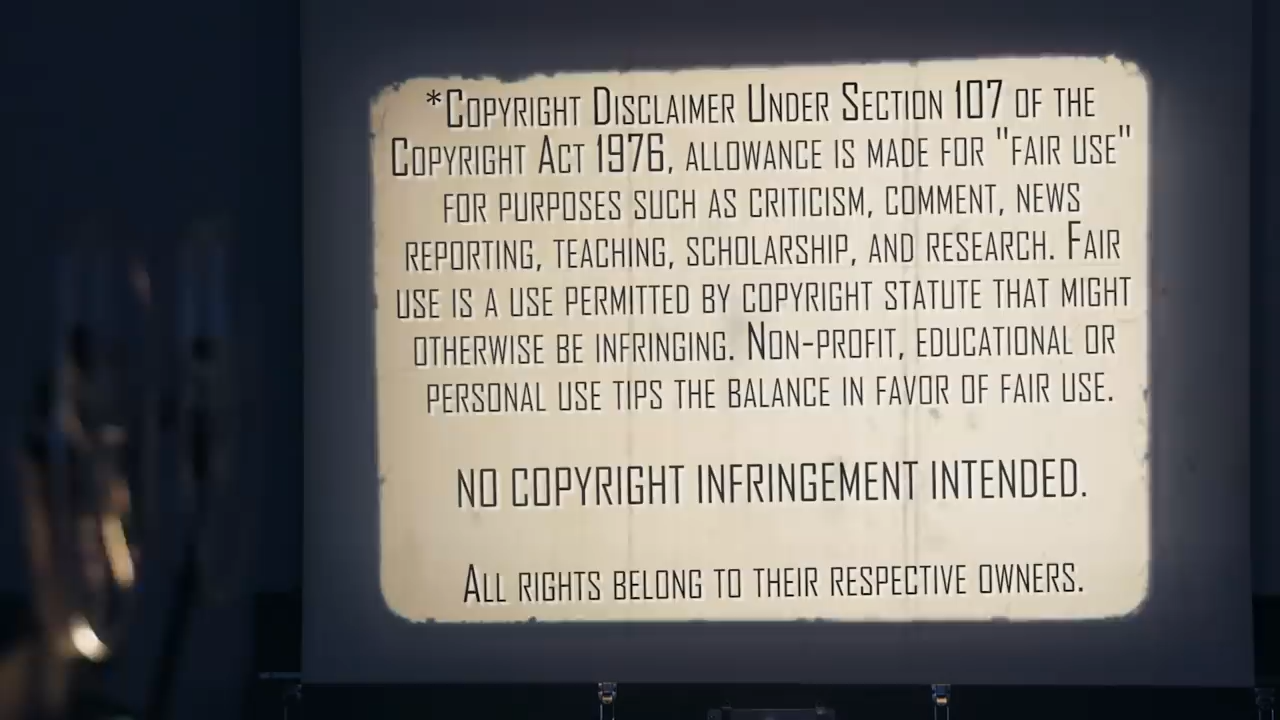 *Copyright Disclaimer Under Section 107 of the
Copyright Act 1976, allowance is made for "fair use"
for purposes such as criticism, comment, news
reporting, teaching, scholarship, and research. Fair
use is a use permitted by copyright statute that might
otherwise be infringing. Non-profit, educational or
personal use tips the balance in favor of fair use.
NO COPYRIGHT INFRINGEMENT INTENDED.
All rights belong to their respective owners.